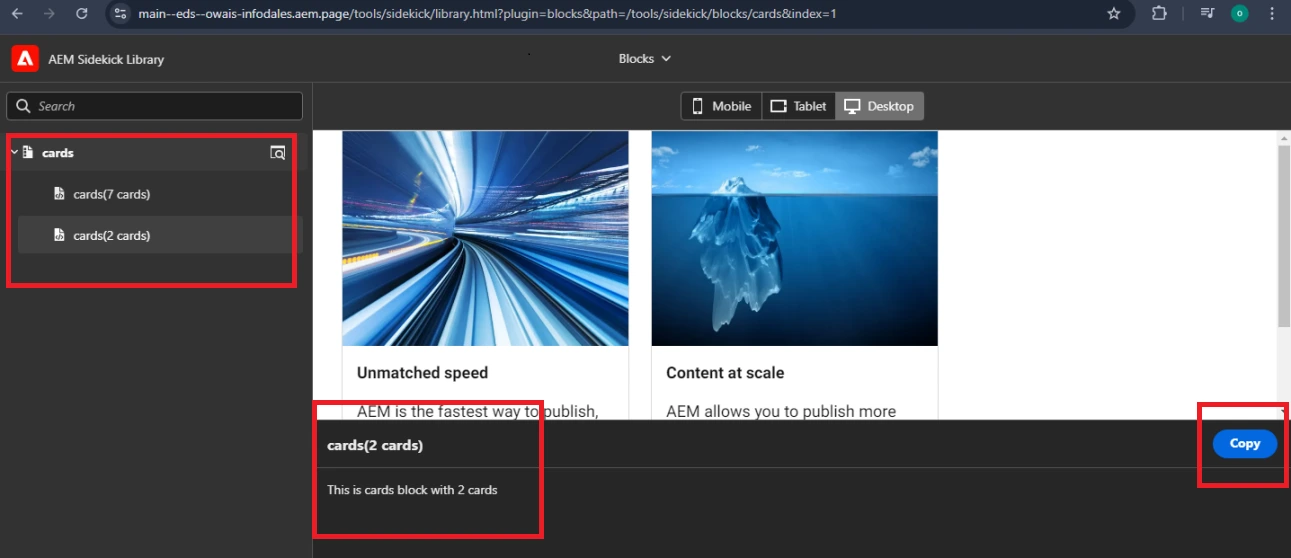 main--eds--owais-infodales.aem.page/tools/sidekick/library.html?plugin=blocks&path=/tools/sidekick/blocks/cards&index=1
o
AEM Sidekick Library
Blocks
Search
Mobile
Tablet
Desktop
cards
cards(7 cards)
cards(2 cards)
Unmatched speed
Content at scale
AEM is the fastest way to publish,
AEM allows you to publish more
cards(2 cards)
Copy
This is cards block with 2 cards